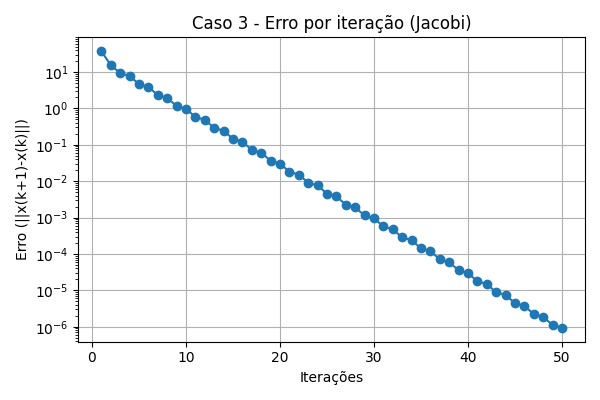 Caso 3 - Erro por iteração (Jacobi)
Erro (||x(k+1)-x(k)||)
10¹
10⁰
10⁻¹
10⁻²
10⁻³
10⁻⁴
10⁻⁵
10⁻⁶
0 10 20 30 40 50
Iterações